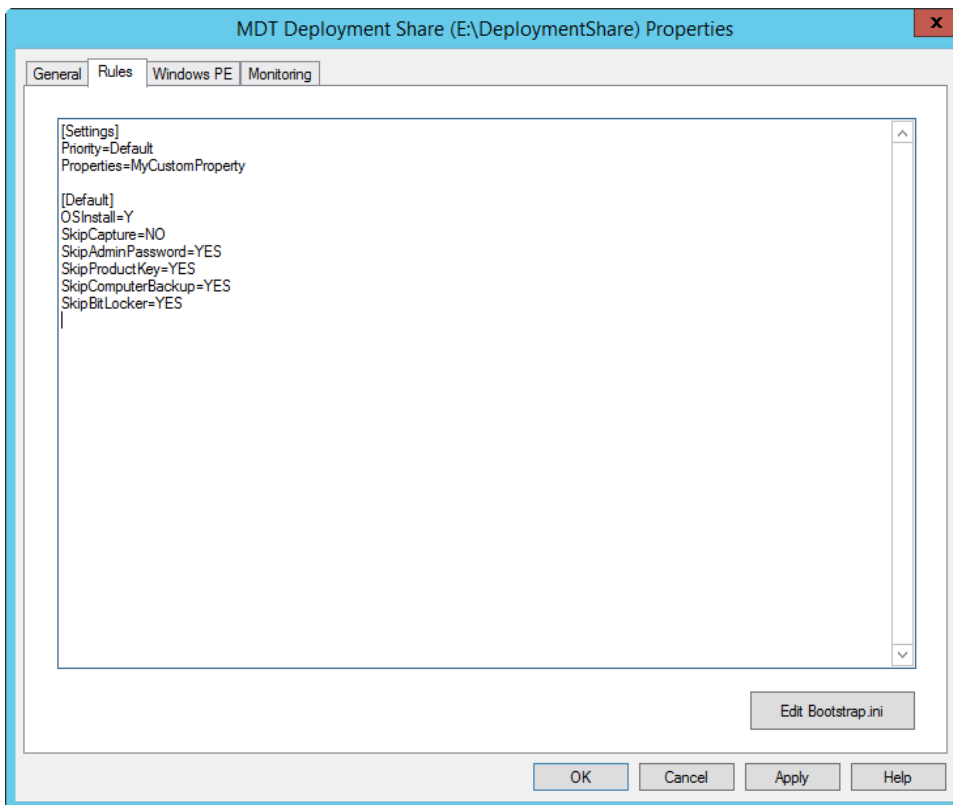 MDT Deployment Share (E:\DeploymentShare) Properties
x
General Rules Windows PE Monitoring
[Settings]
Priority=Default
Properties=MyCustomProperty
[Default]
OSInstall=Y
SkipCapture=NO
SkipAdminPassword=YES
SkipProductKey=YES
SkipComputerBackup=YES
SkipBitLocker=YES
Edit Bootstrap.ini
OK Cancel Apply Help